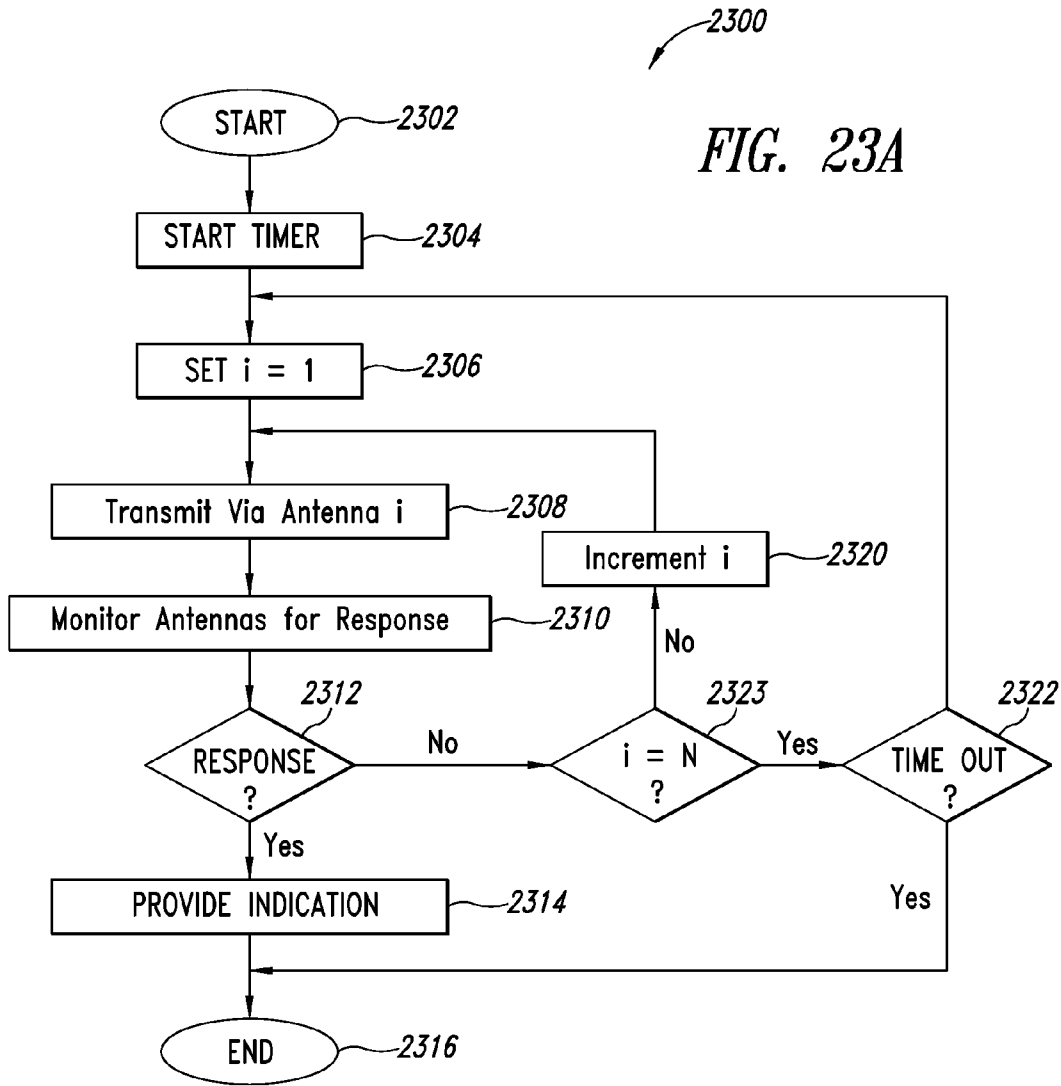 2300
FIG. 23A
START
2302
START TIMER
2304
SET i = 1
2306
Transmit Via Antenna i
2308
Increment i
2320
Monitor Antennas for Response
2310
No
2312
2323
2322
RESPONSE
?
No
i = N
?
Yes
TIME OUT
?
Yes
Yes
PROVIDE INDICATION
2314
END
2316